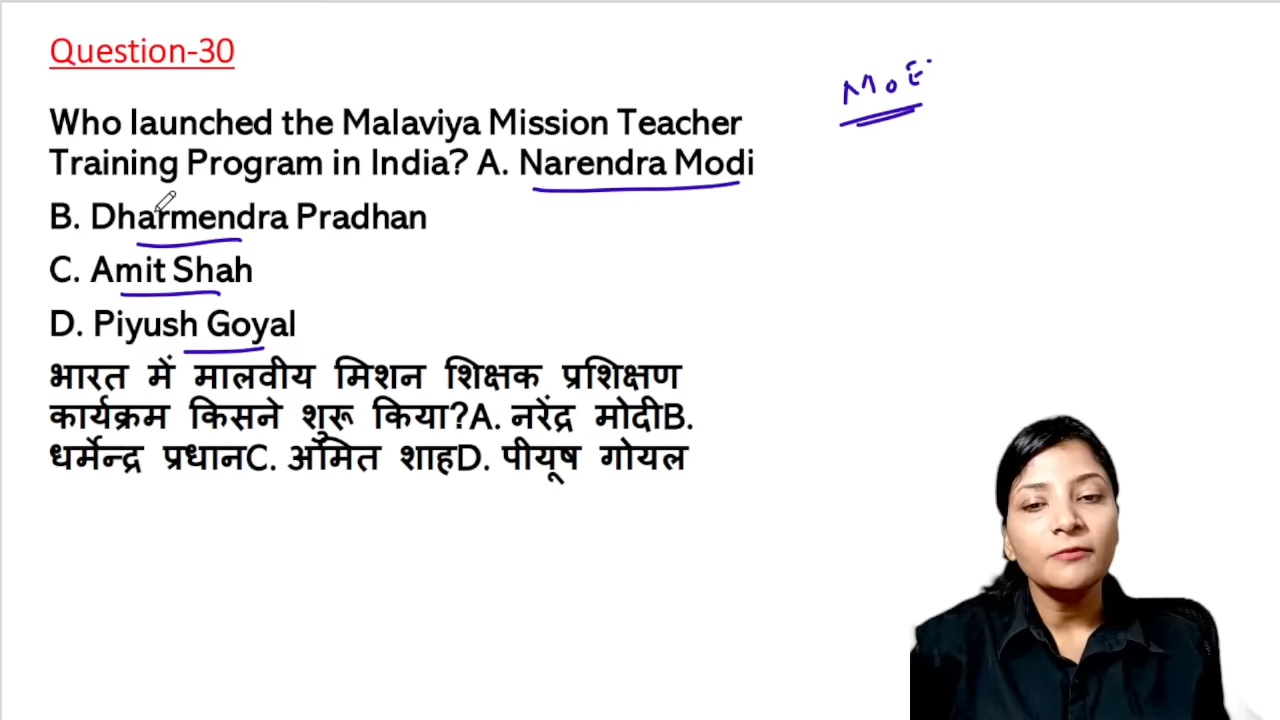 Question-30
MOE
Who launched the Malaviya Mission Teacher
Training Program in India? A. Narendra Modi
B. Dharmendra Pradhan
C. Amit Shah
D. Piyush Goyal
भारत में मालवीय मिशन शिक्षक प्रशिक्षण
कार्यक्रम किसने शुरू किया?A. नरेंद्र मोदीB.
धर्मेन्द्र प्रधानC. अमित शाहD. पीयूष गोयल